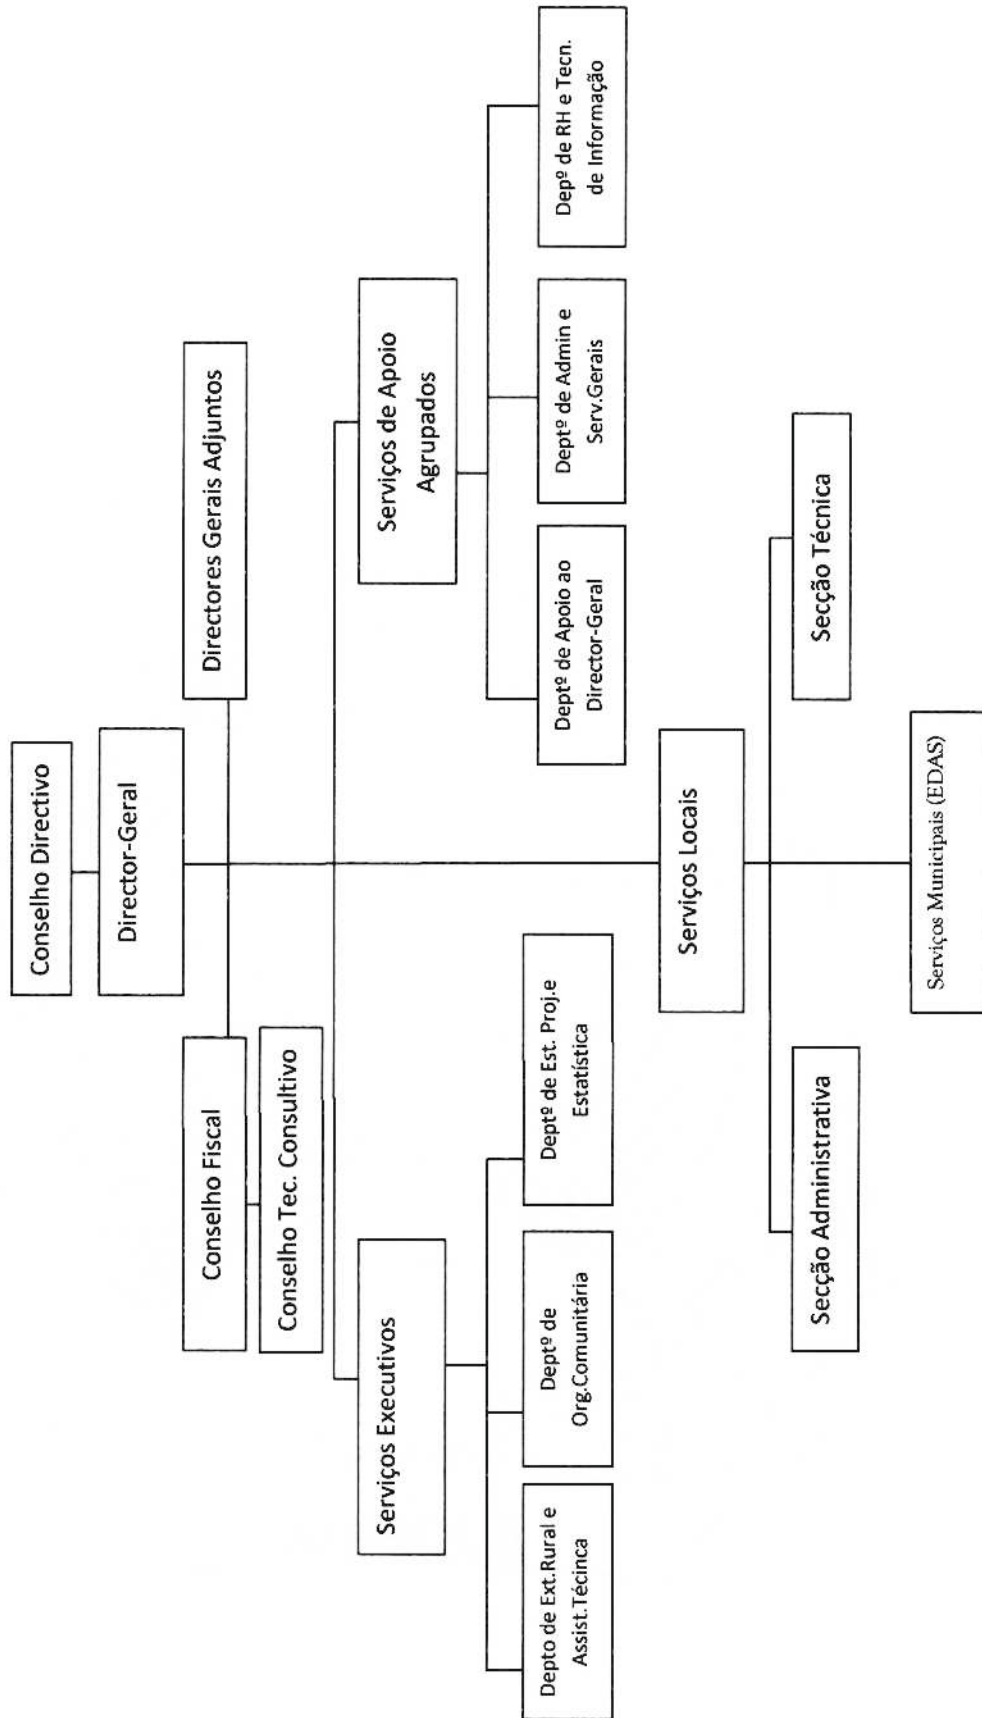 Conselho Directivo
Director-Geral
Conselho Fiscal
Directores Gerais Adjuntos
Conselho Tec. Consultivo
Serviços Executivos
Serviços de Apoio
Agrupados
Depto de Ext.Rural e
Assist.Técinca
Deptº de
Org.Comunitária
Deptº de Est. Proj.e
Estatística
Deptº de Apoio ao
Director-Geral
Deptº de Admin e
Serv.Gerais
Depº de RH e Tecn.
de Informação
Serviços Locais
Secção Administrativa
Secção Técnica
Serviços Municipais (EDAS)